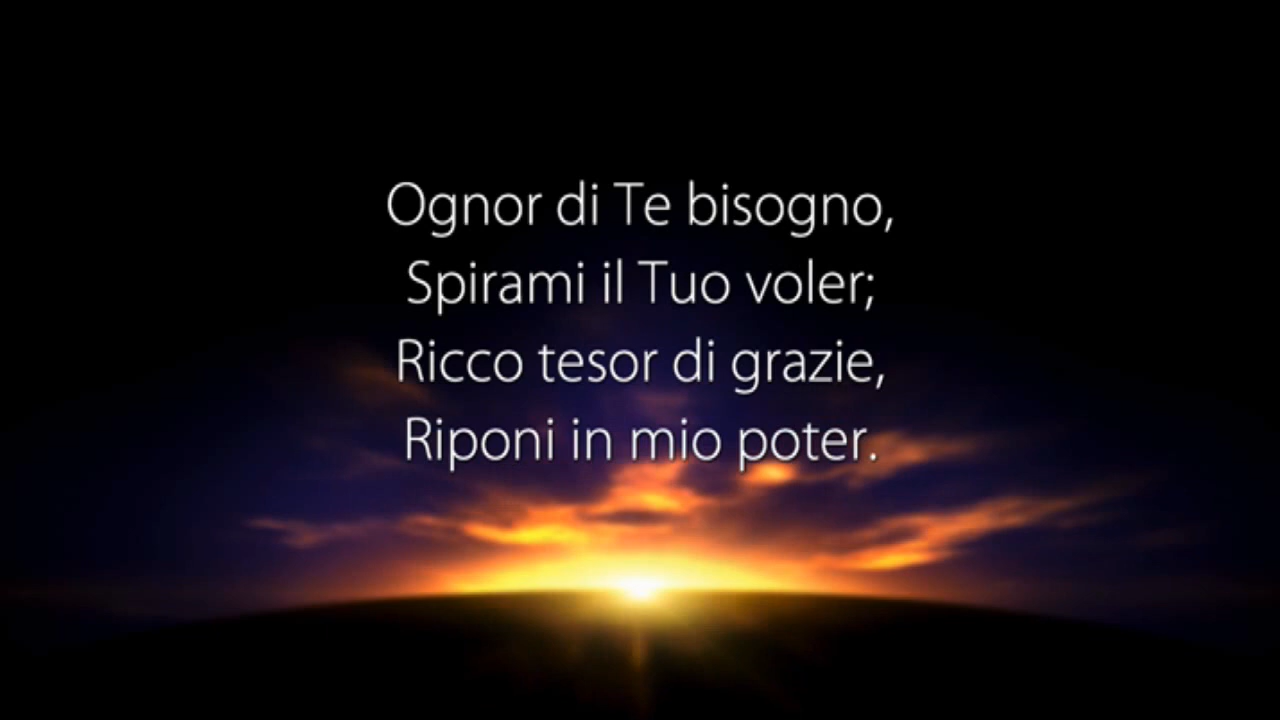 Ognor di Te bisogno,
Spirami il Tuo voler;
Ricco tesor di grazie,
Riponi in mio poter.